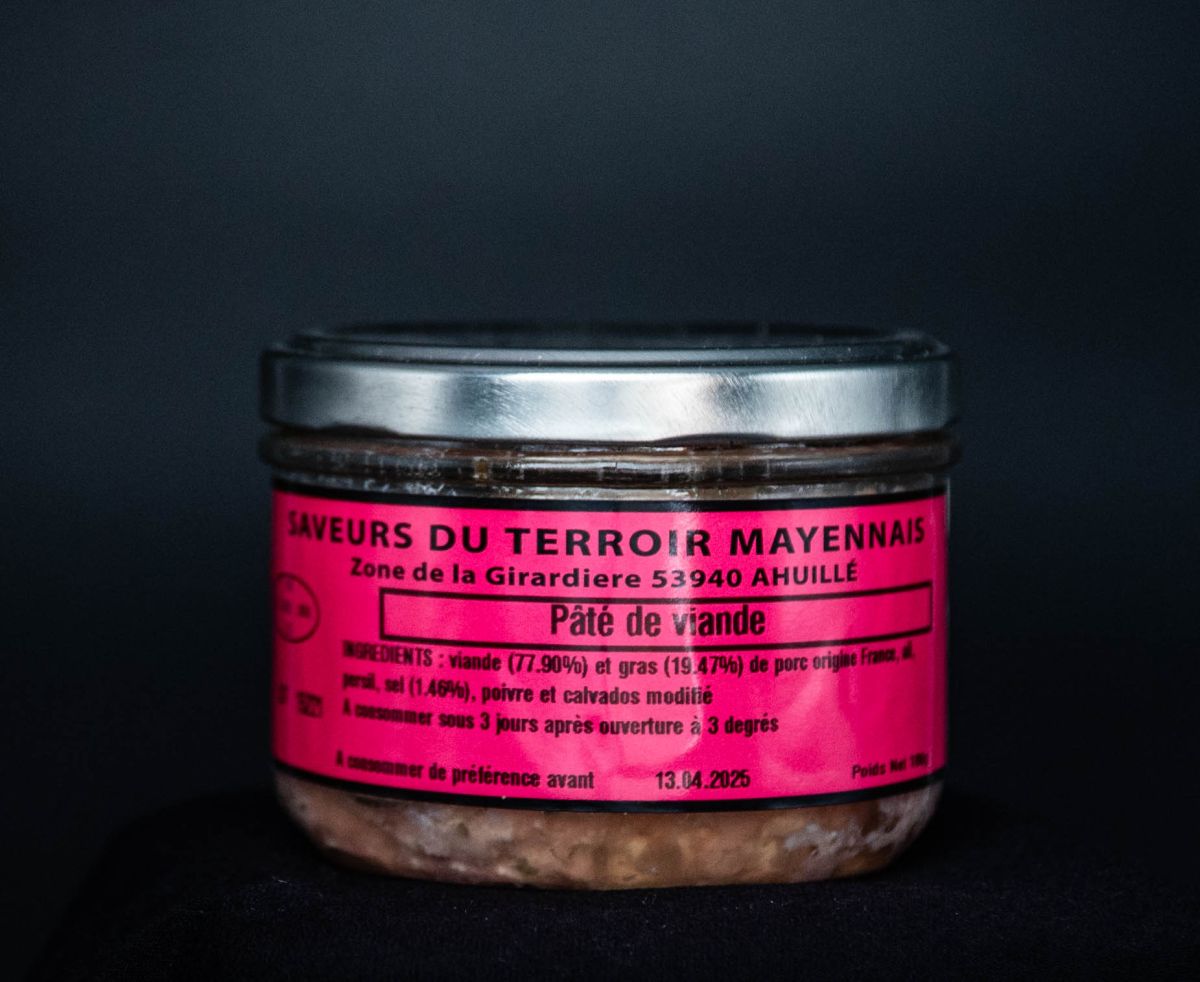 SAVEURS DU TERROIR MAYENNAIS
Zone de la Girardiere 53940 AHUILLÉ
Pâté de viande
INGREDIENTS : viande (77.90%) et gras (19.47%) de porc origine France, ail,
persil, sel (1.46%), poivre et calvados modifié
A consommer sous 3 jours après ouverture à 3 degrés
A consommer de préférence avant 13.04.2025
Poids Net